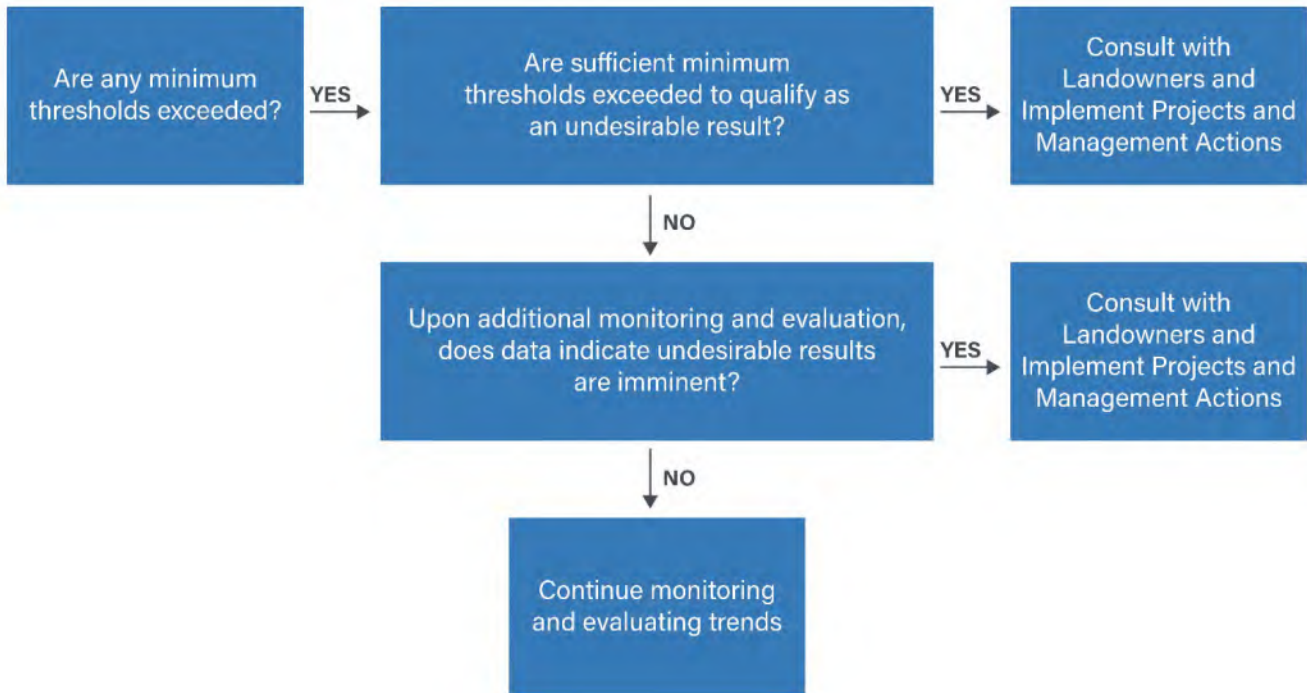 Are any minimum
thresholds exceeded?
YES
Are sufficient minimum
thresholds exceeded to qualify as
an undesirable result?
YES
Consult with
Landowners and
Implement Projects and
Management Actions
NO
Upon additional monitoring and evaluation,
does data indicate undesirable results
are imminent?
YES
Consult with
Landowners and
Implement Projects and
Management Actions
NO
Continue monitoring
and evaluating trends